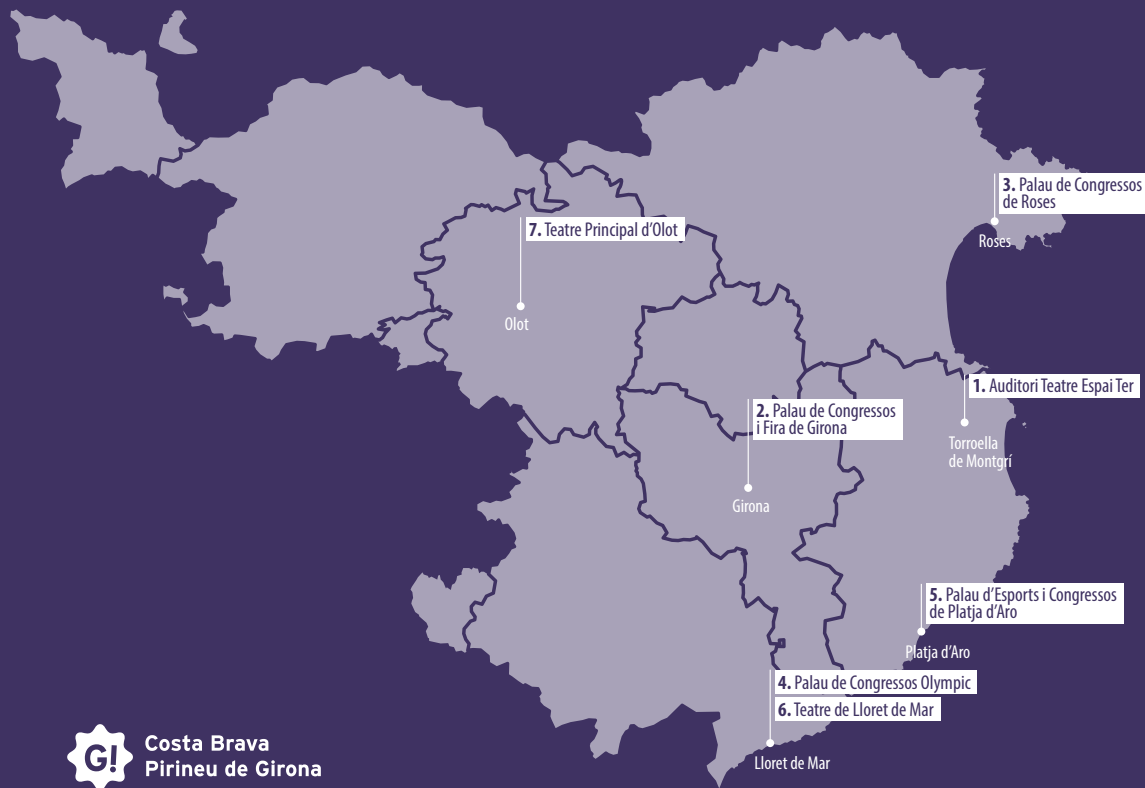 3. Palau de Congressos
de Roses
Roses
7. Teatre Principal d'Olot
Olot
1. Auditori Teatre Espai Ter
Torroella
de Montgrí
2. Palau de Congressos
i Fira de Girona
Girona
5. Palau d'Esports i Congressos
de Platja d'Aro
Platja d'Aro
4. Palau de Congressos Olympic
6. Teatre de Lloret de Mar
Lloret de Mar
G!
Costa Brava
Pirineu de Girona